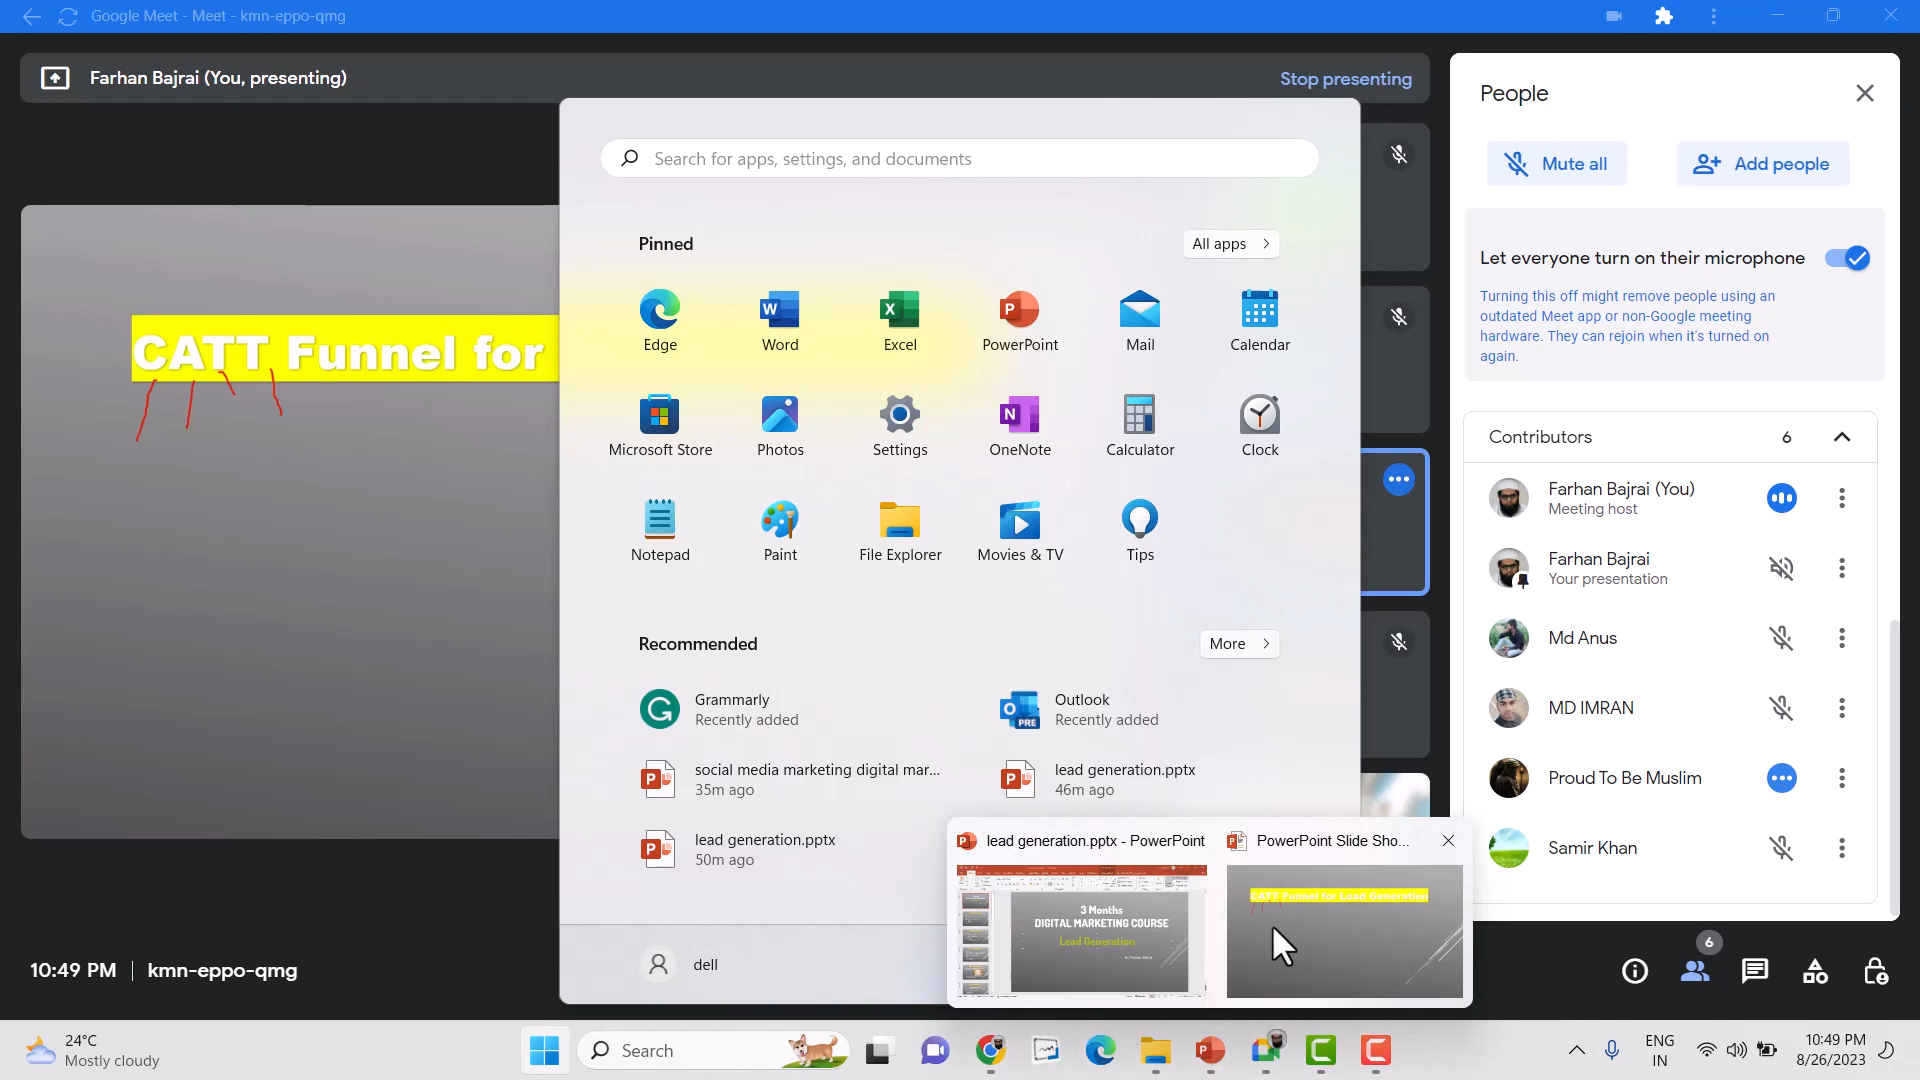 Google Meet - Meet - kmn-eppo-qmg
Farhan Bajrai (You, presenting)
Stop presenting
CATT Funnel for
Search for apps, settings, and documents
Pinned
All apps
Edge
Word
Excel
PowerPoint
Mail
Calendar
Microsoft Store
Photos
Settings
OneNote
Calculator
Clock
Notepad
Paint
File Explorer
Movies & TV
Tips
Recommended
More
Grammarly
Recently added
Outlook
Recently added
social media marketing digital mar...
35m ago
lead generation.pptx
46m ago
lead generation.pptx
50m ago
dell
lead generation.pptx - PowerPoint
3 Months
DIGITAL MARKETING COURSE
Lead Generation
PowerPoint Slide Sho...
CATT Funnel for Lead Generation
People
Mute all
Add people
Let everyone turn on their microphone
Turning this off might remove people using an
outdated Meet app or non-Google meeting
hardware. They can rejoin when it's turned on
again.
Contributors
6
Farhan Bajrai (You)
Meeting host
Farhan Bajrai
Your presentation
Md Anus
MD IMRAN
Proud To Be Muslim
Samir Khan
10:49 PM
kmn-eppo-qmg
6
24°C
Mostly cloudy
Search
ENG
IN
10:49 PM
8/26/2023